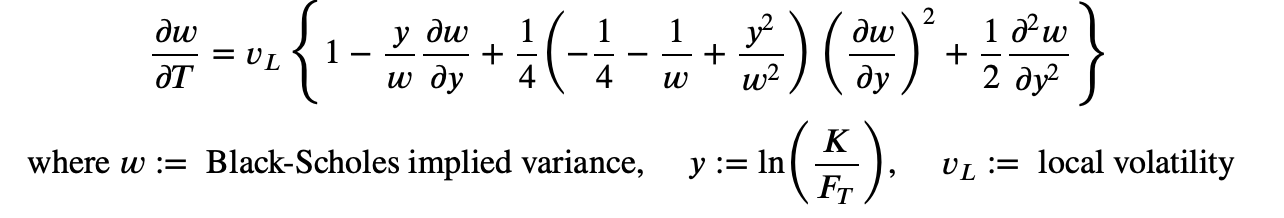 ∂w/∂T = v_L { 1 − y/w ∂w/∂y + 1/4 ( −1/4 − 1/w + y²/w² ) ( ∂w/∂y )² + 1/2 ∂²w/∂y² }
where w := Black-Scholes implied variance, y := ln( K/F_T ), v_L := local volatility